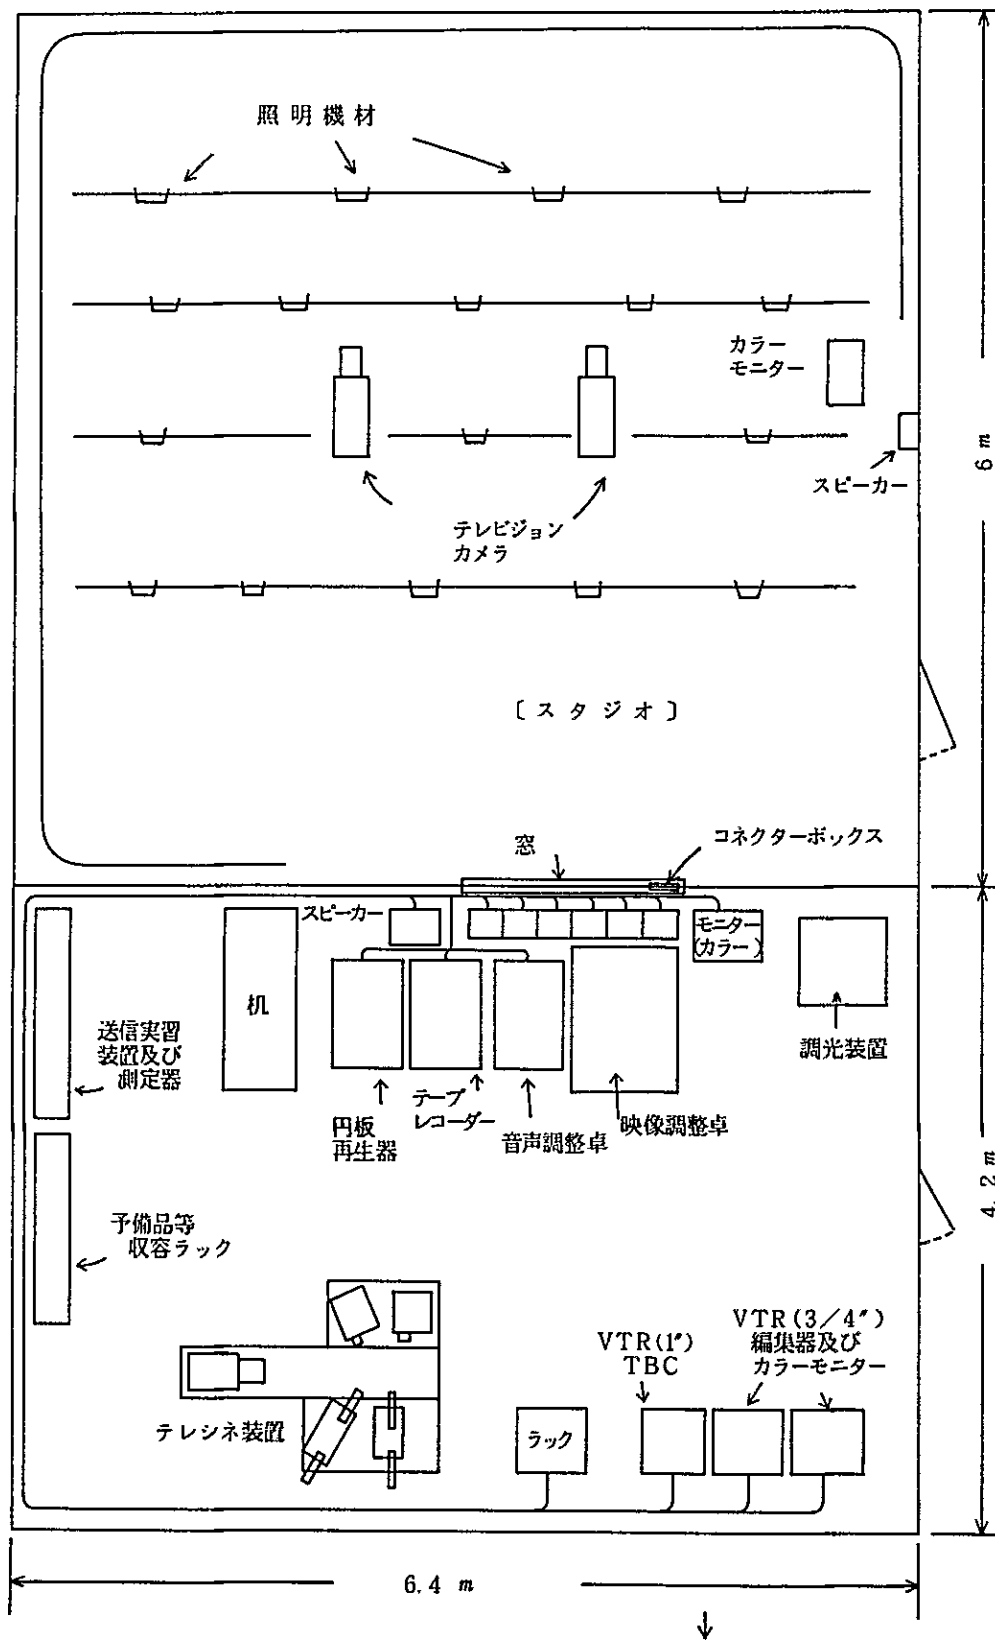 照明機材
カラー
モニター
6 m
スピーカー
テレビジョン
カメラ
〔スタジオ〕
窓
コネクターボックス
スピーカー
モニター
(カラー)
机
送信実習
装置及び
測定器
調光装置
テープ
レコーダー
円板
再生器
音声調整卓
映像調整卓
4.2 m
予備品等
収容ラック
VTR(1″)
TBC
VTR(3/4″)
編集器及び
カラーモニター
テレシネ装置
ラック
6.4 m